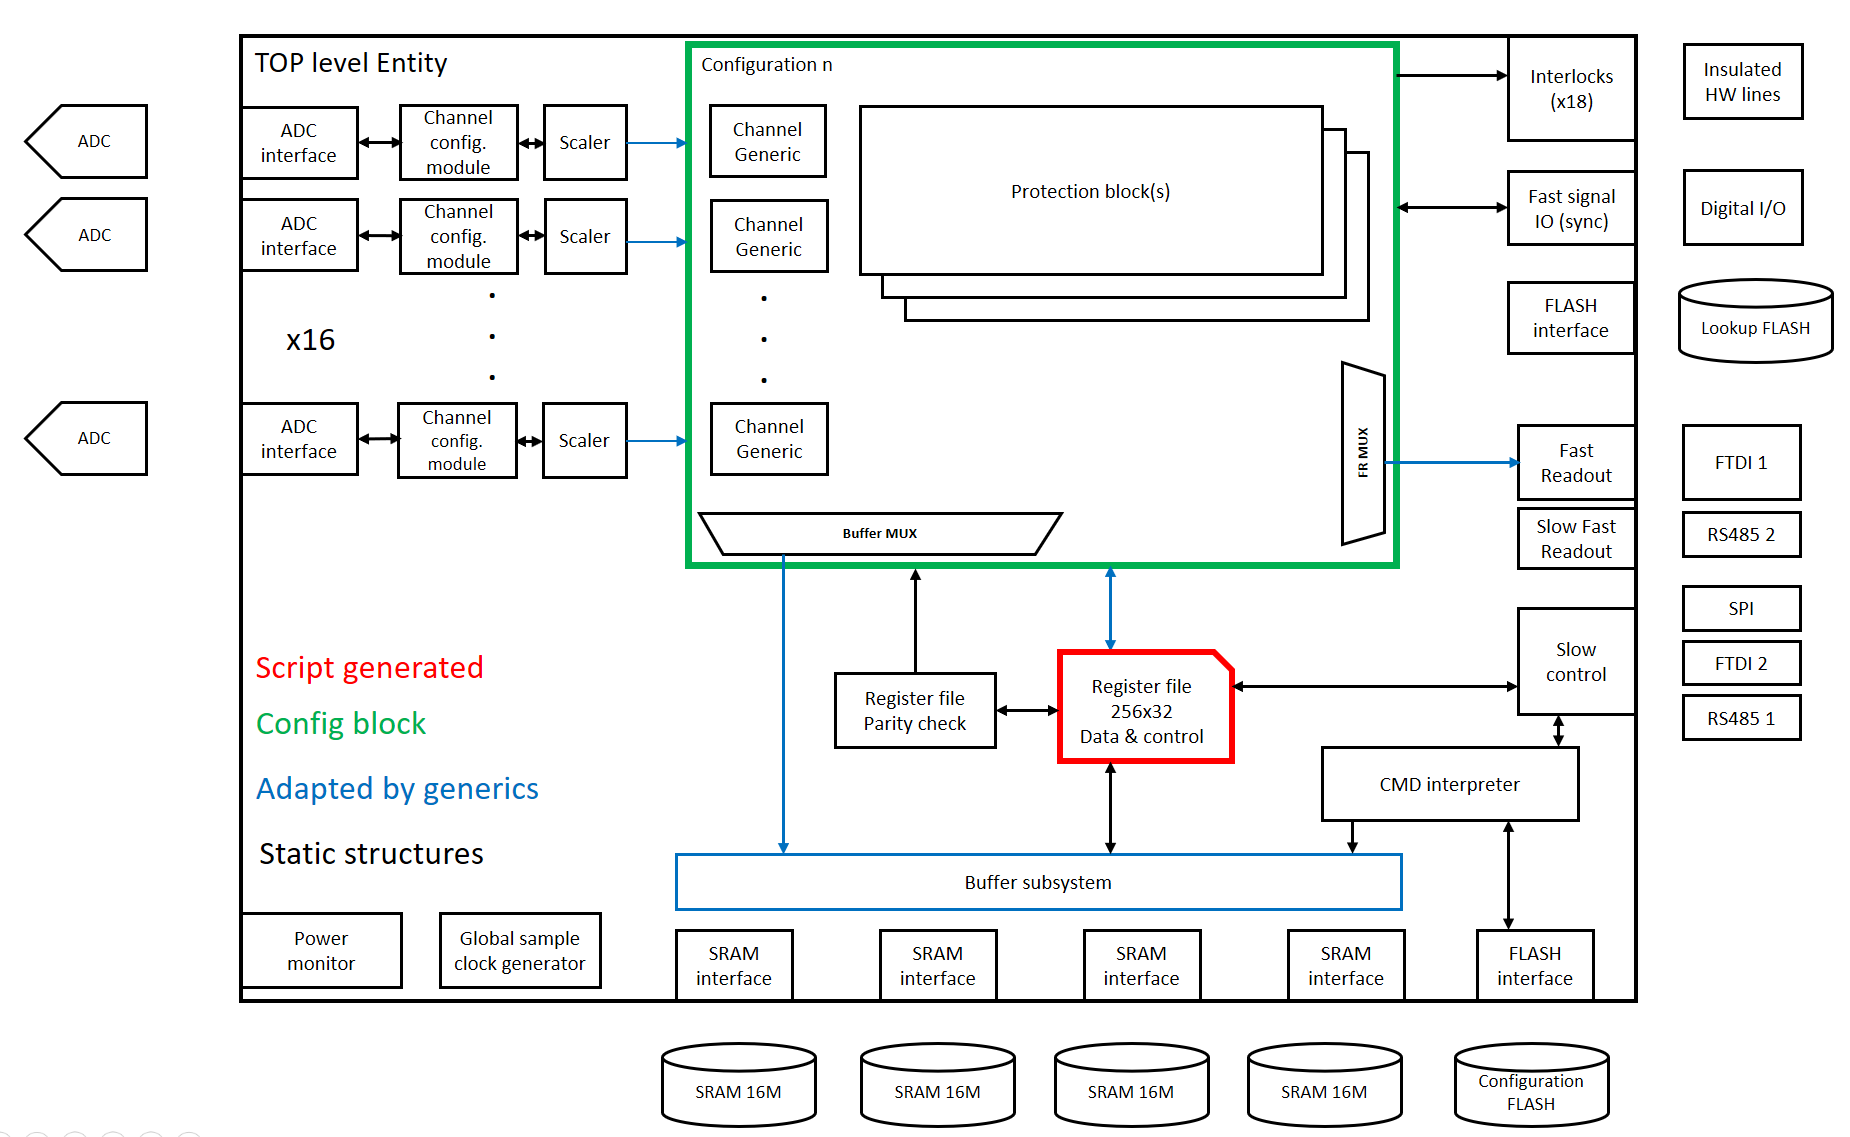 TOP level Entity
Configuration n
ADC
ADC
interface
Channel
config.
module
Scaler
Channel
Generic
Protection block(s)
Interlocks
(x18)
Insulated
HW lines
ADC
ADC
interface
Channel
config.
module
Scaler
Channel
Generic
Fast signal
IO (sync)
Digital I/O
x16
FLASH
interface
Lookup FLASH
ADC
ADC
interface
Channel
config.
module
Scaler
Channel
Generic
FR MUX
Fast
Readout
FTDI 1
Buffer MUX
Slow Fast
Readout
RS485 2
SPI
Script generated
Config block
Adapted by generics
Static structures
Register file
Parity check
Register file
256x32
Data & control
Slow
control
FTDI 2
RS485 1
CMD interpreter
Buffer subsystem
Power
monitor
Global sample
clock generator
SRAM
interface
SRAM
interface
SRAM
interface
SRAM
interface
FLASH
interface
SRAM 16M
SRAM 16M
SRAM 16M
SRAM 16M
Configuration
FLASH